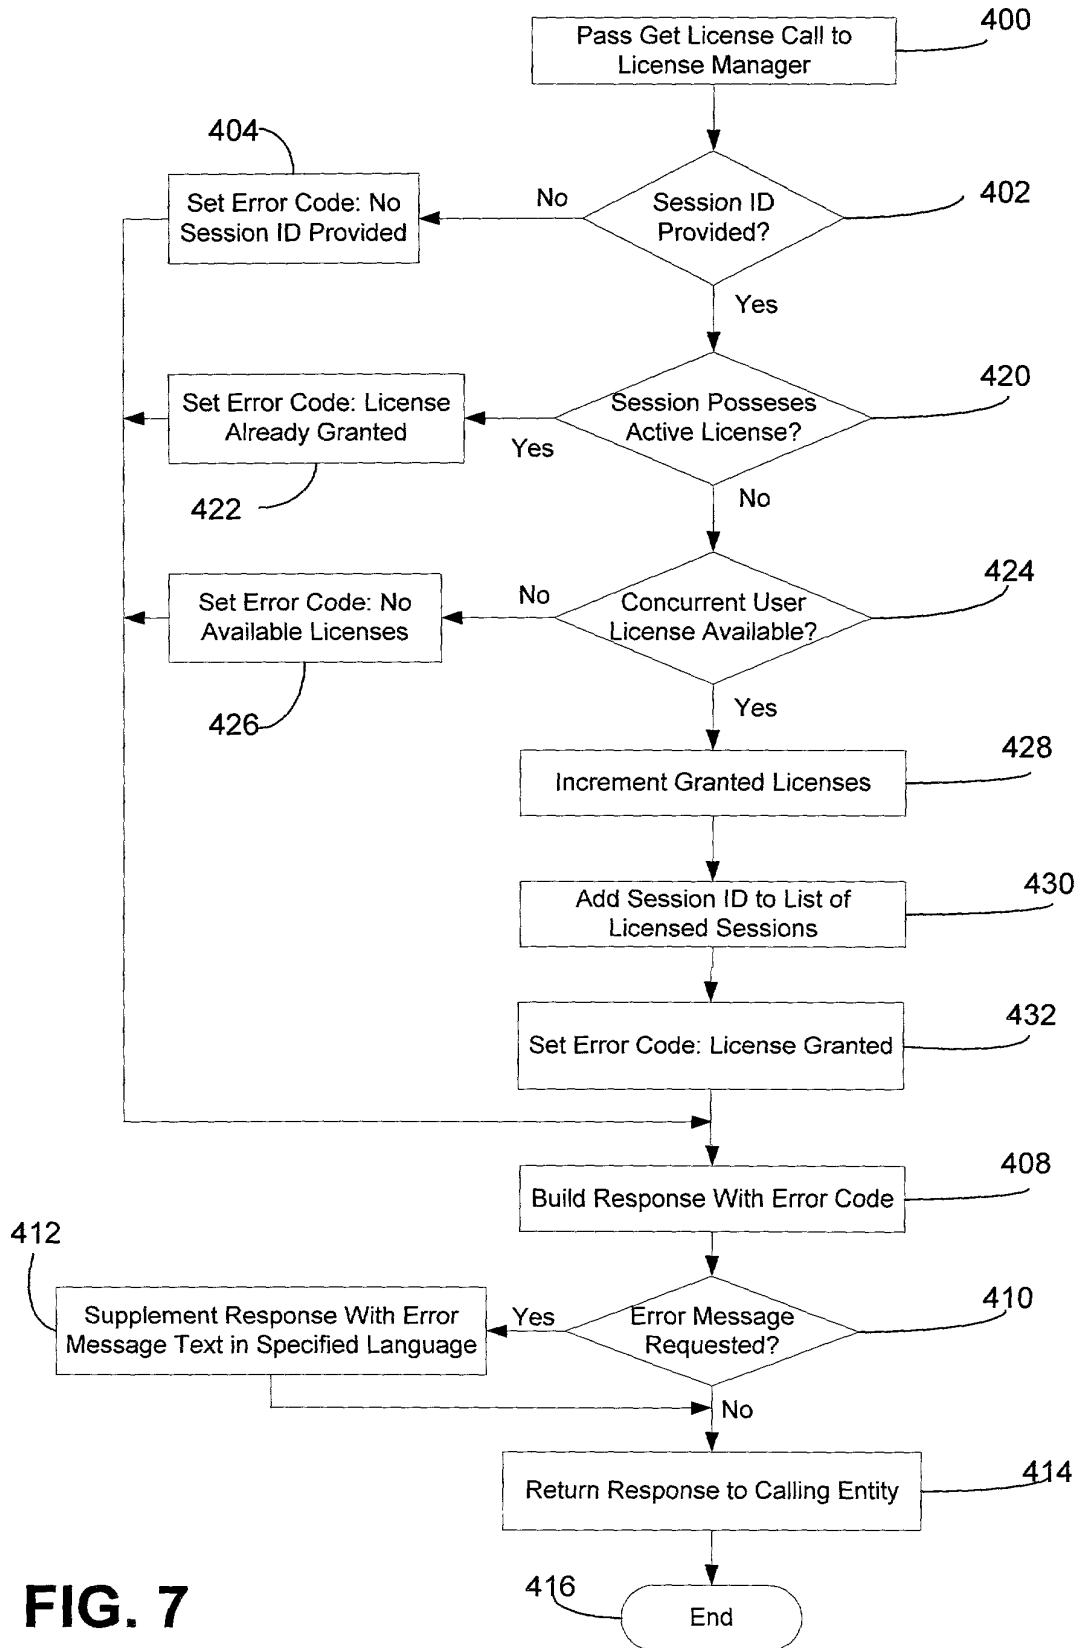 Pass Get License Call to
License Manager
400
404
Set Error Code: No
Session ID Provided
No
Session ID
Provided?
402
Yes
Set Error Code: License
Already Granted
Yes
Session Posseses
Active License?
420
422
No
Set Error Code: No
Available Licenses
No
Concurrent User
License Available?
424
426
Yes
Increment Granted Licenses
428
Add Session ID to List of
Licensed Sessions
430
Set Error Code: License Granted
432
Build Response With Error Code
408
412
Supplement Response With Error
Message Text in Specified Language
Yes
Error Message
Requested?
410
No
Return Response to Calling Entity
414
416
End
FIG. 7